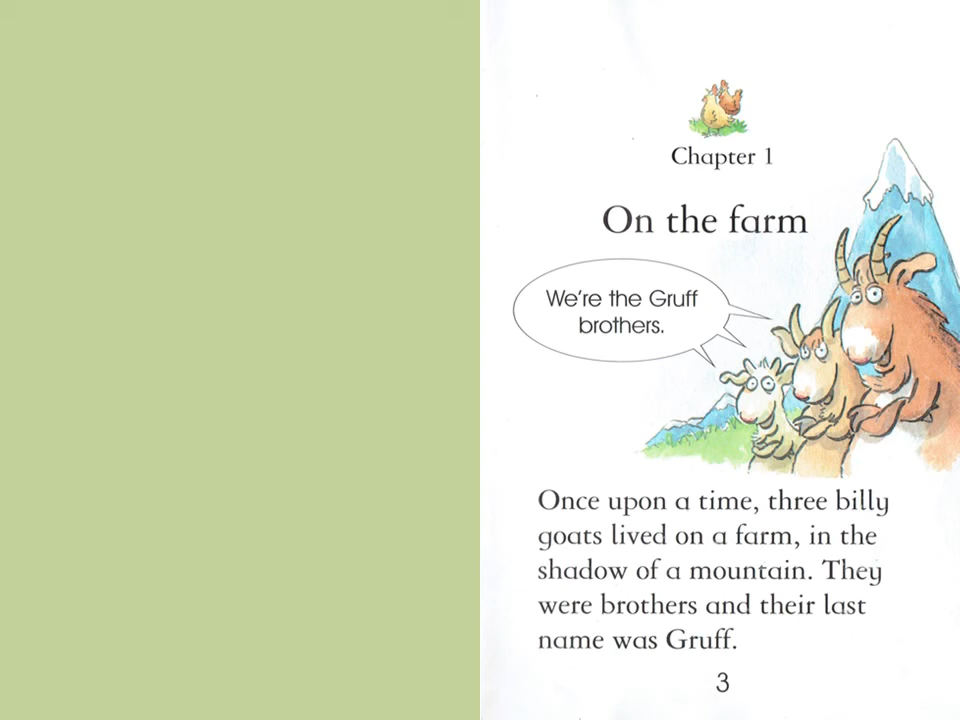 Chapter 1
On the farm
We're the Gruff
brothers.
Once upon a time, three billy
goats lived on a farm, in the
shadow of a mountain. They
were brothers and their last
name was Gruff.
3